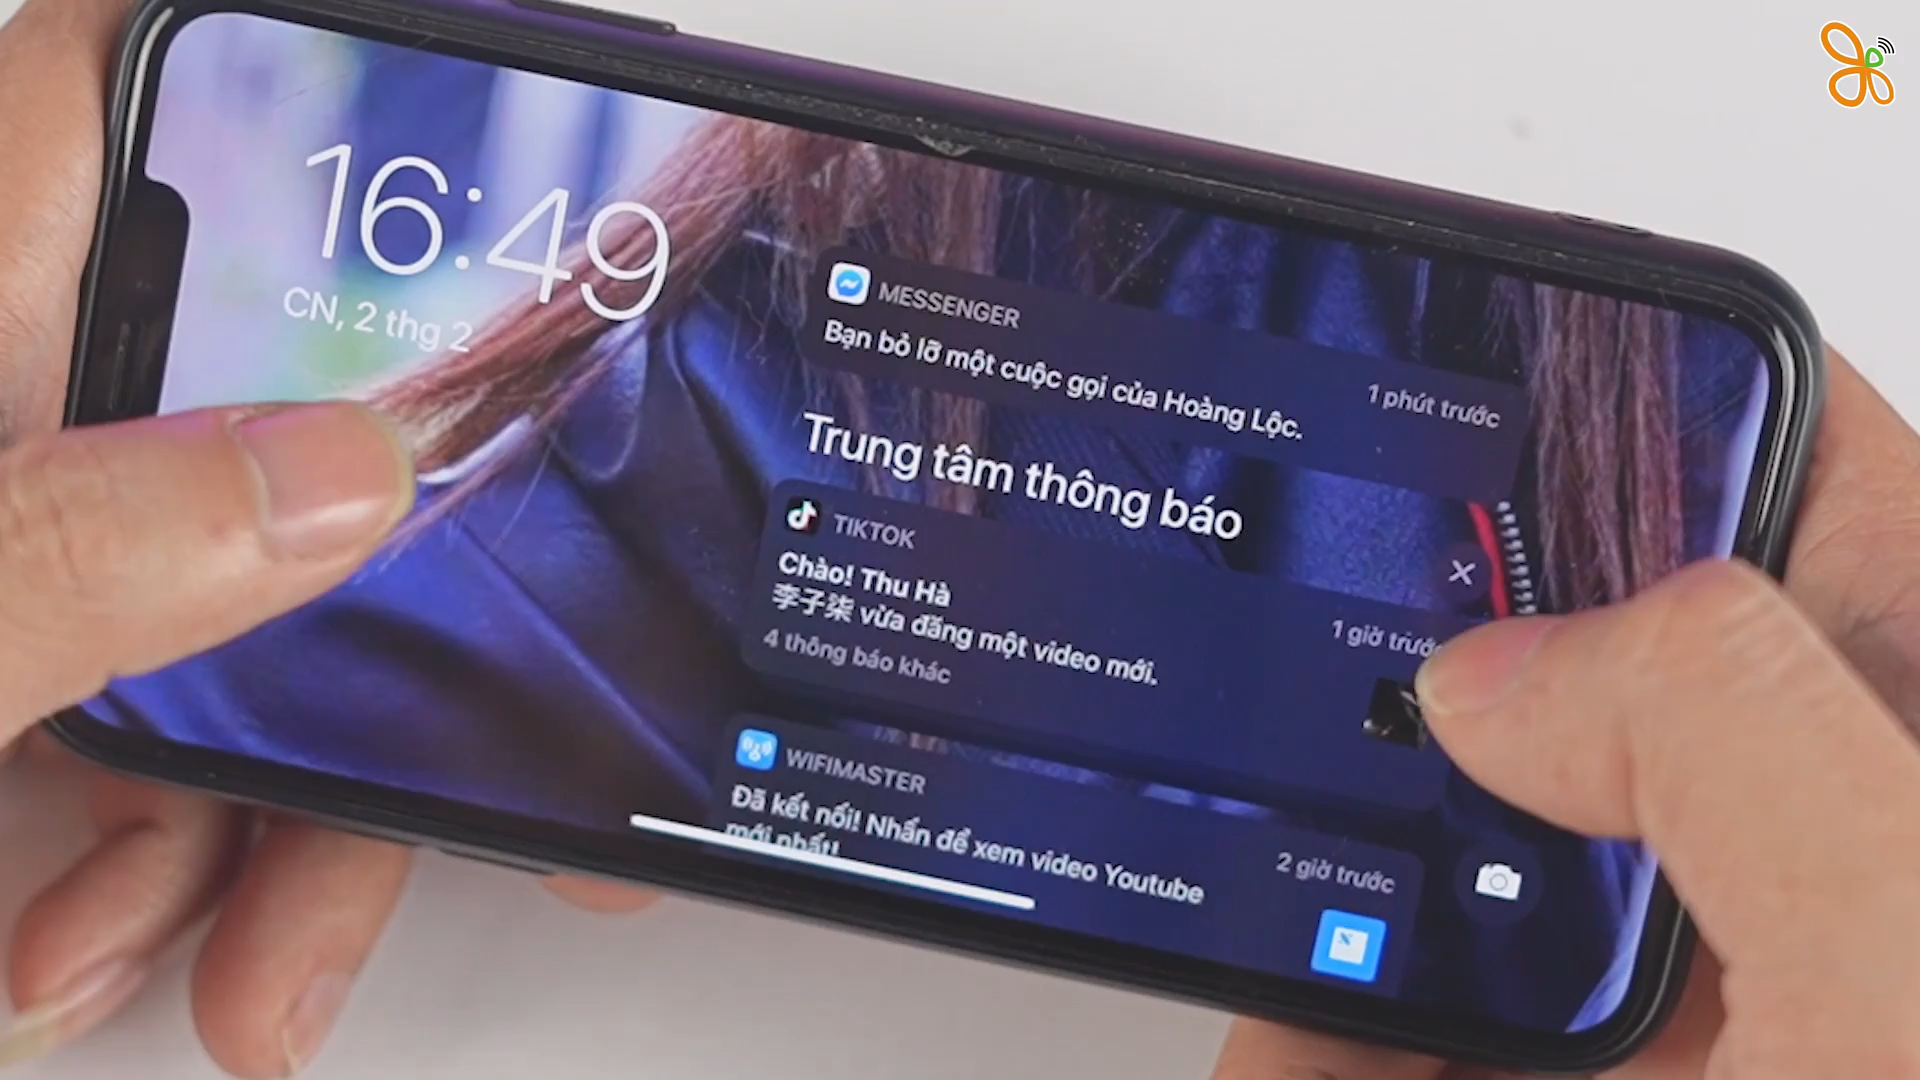 16:49
CN, 2 thg 2
MESSENGER
1 phút trước
Bạn bỏ lỡ một cuộc gọi của Hoàng Lộc.
Trung tâm thông báo
TIKTOK
1 giờ trước
Chào! Thu Hà
李子柒 vừa đăng một video mới.
4 thông báo khác
WIFIMASTER
2 giờ trước
Đã kết nối! Nhấn để xem video Youtube
mới nhất!